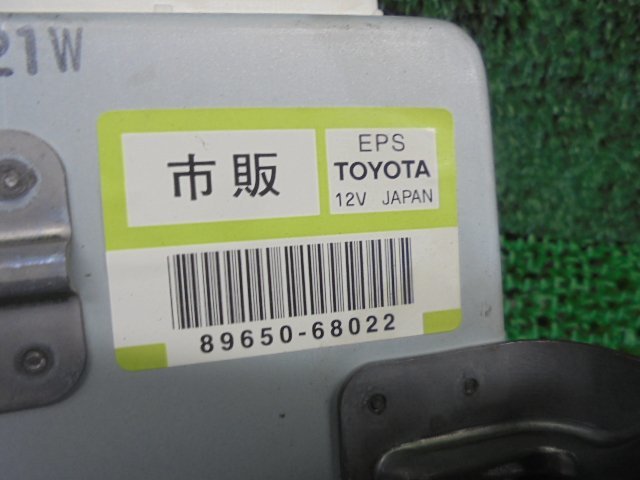 21W
市販
EPS
TOYOTA
12V JAPAN
89650-68022